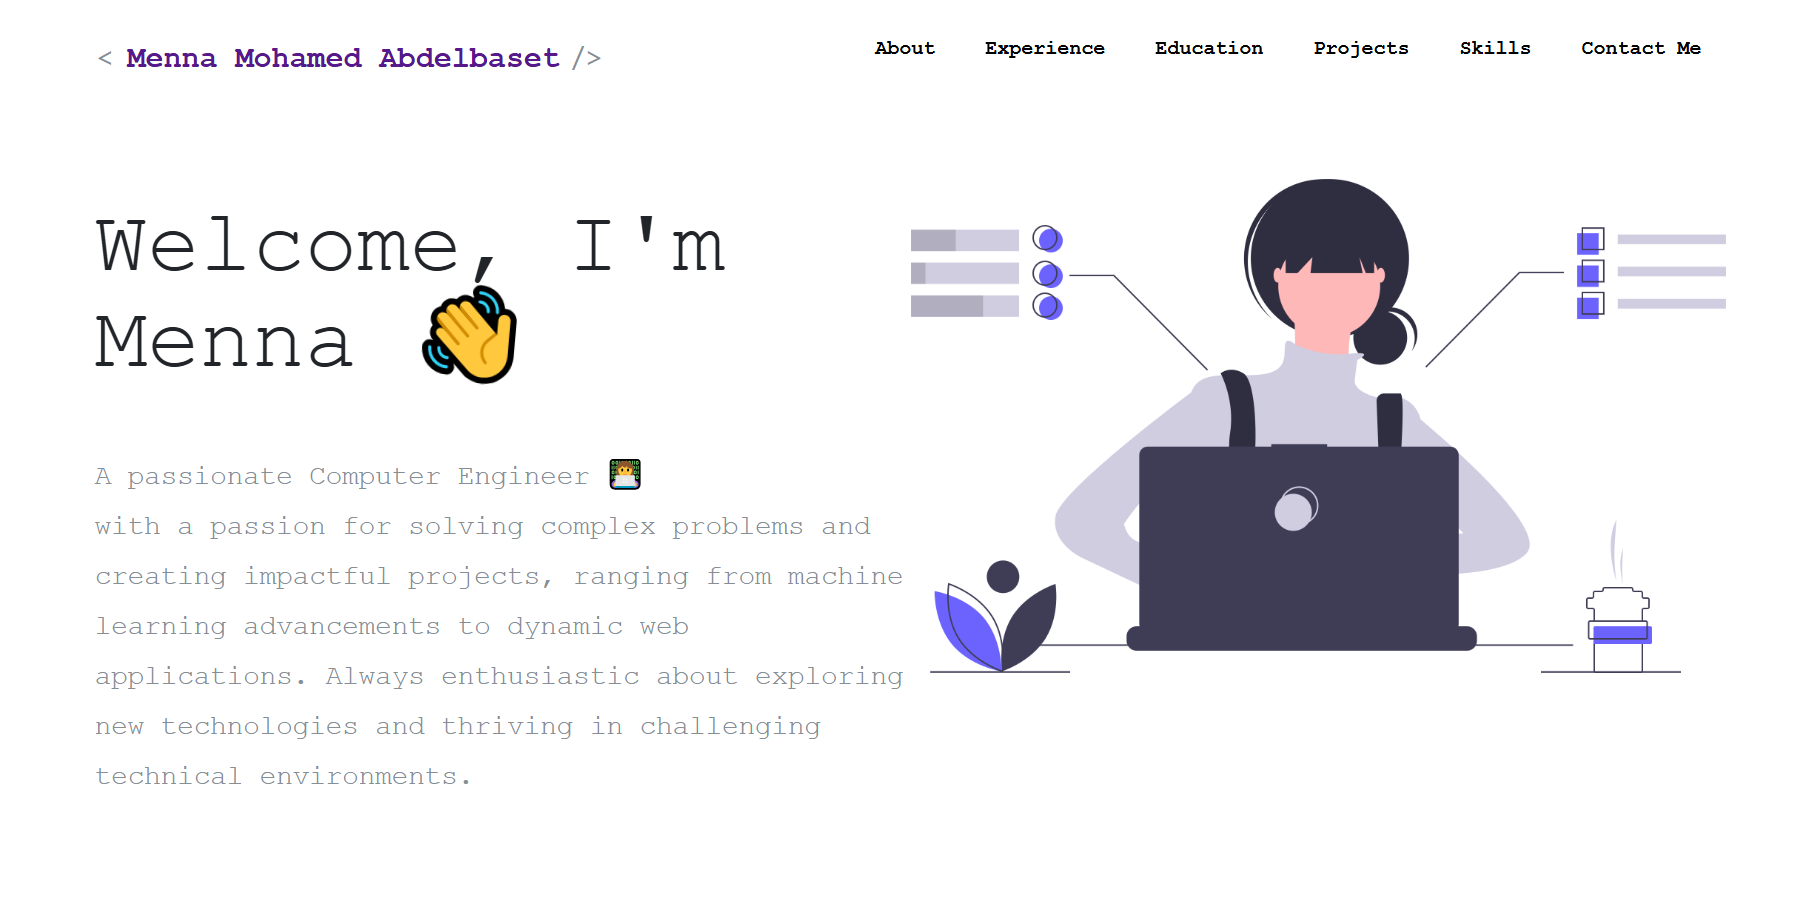 < Menna Mohamed Abdelbaset />
About Experience Education Projects Skills Contact Me
Welcome, I'm
Menna 👋
A passionate Computer Engineer 👩‍💻
with a passion for solving complex problems and
creating impactful projects, ranging from machine
learning advancements to dynamic web
applications. Always enthusiastic about exploring
new technologies and thriving in challenging
technical environments.